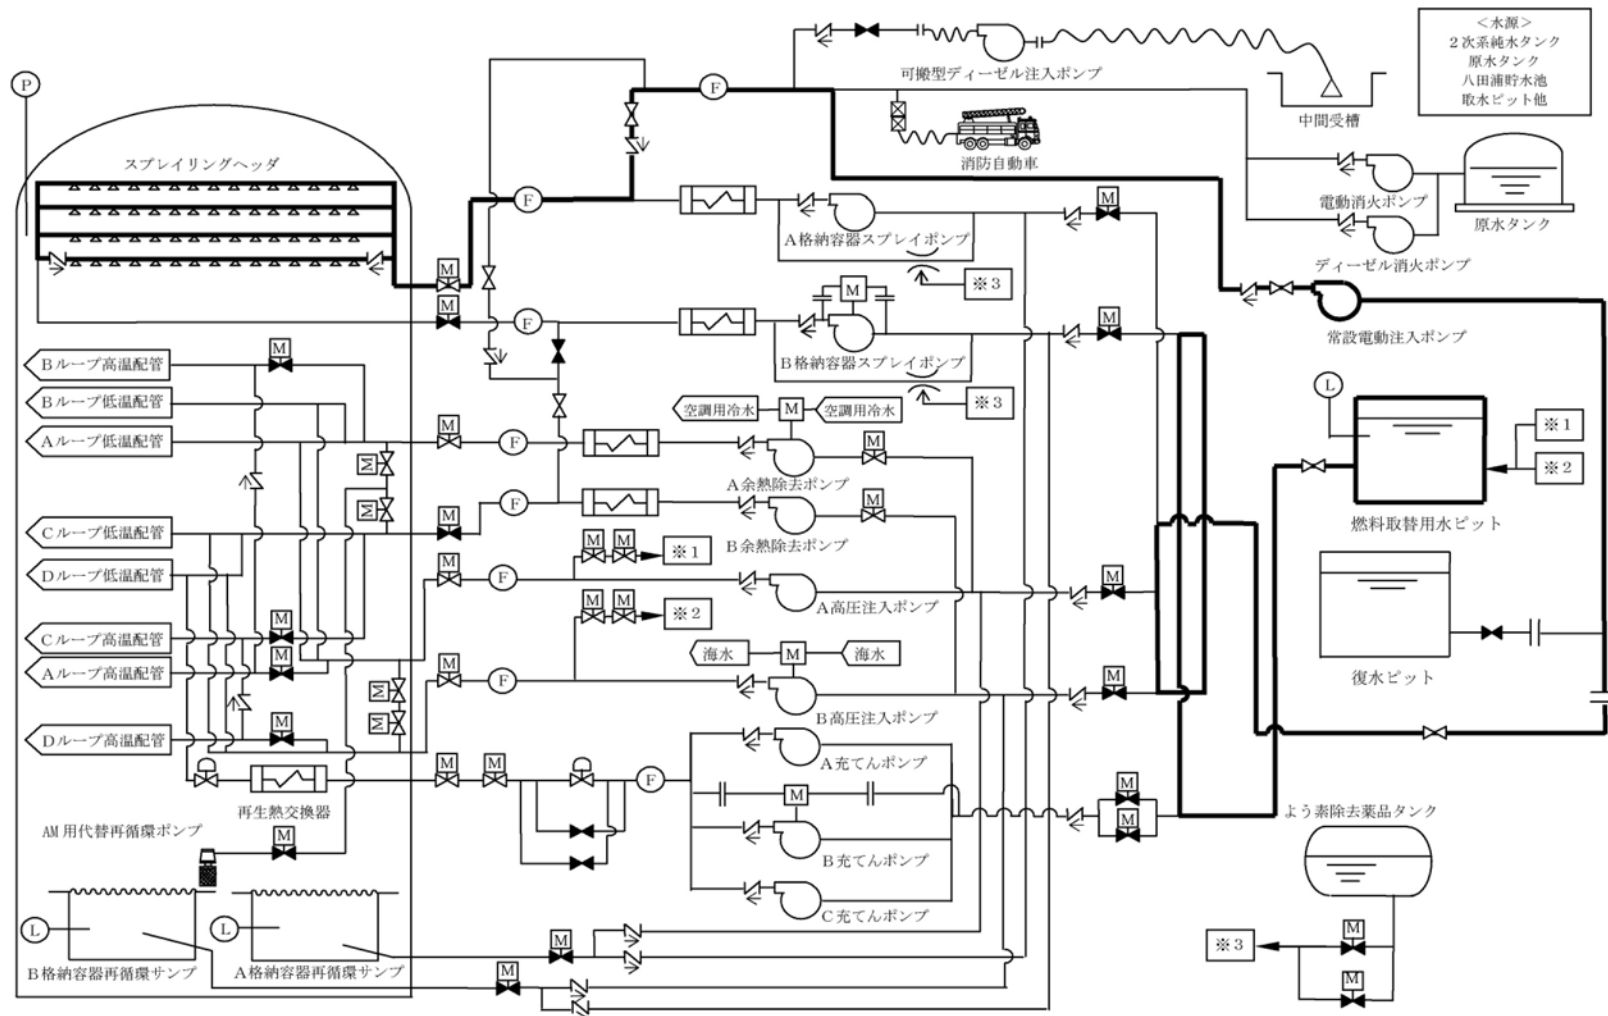 <水源>
2次系純水タンク
原水タンク
八田浦貯水池
取水ピット他
P
F
可搬型ディーゼル注入ポンプ
中間受槽
消防自動車
スプレイリングヘッダ
電動消火ポンプ
原水タンク
ディーゼル消火ポンプ
F
M
A格納容器スプレイポンプ
※3
M
M
M
F
M
B格納容器スプレイポンプ
※3
M
常設電動注入ポンプ
L
Bループ高温配管
M
Bループ低温配管
Aループ低温配管
M
F
空調用冷水
M
空調用冷水
M
A余熱除去ポンプ
※1
※2
燃料取替用水ピット
M
M
Cループ低温配管
M
F
M
B余熱除去ポンプ
M
M
※1
Dループ低温配管
M
F
A高圧注入ポンプ
M
M
M
※2
Cループ高温配管
M
Aループ高温配管
M
M
F
海水
M
海水
B高圧注入ポンプ
M
復水ピット
M
M
Dループ高温配管
M
再生熱交換器
M
M
F
A充てんポンプ
M
B充てんポンプ
C充てんポンプ
M
M
よう素除去薬品タンク
AM用代替再循環ポンプ
M
L
B格納容器再循環サンプ
L
A格納容器再循環サンプ
M
M
※3
M
M